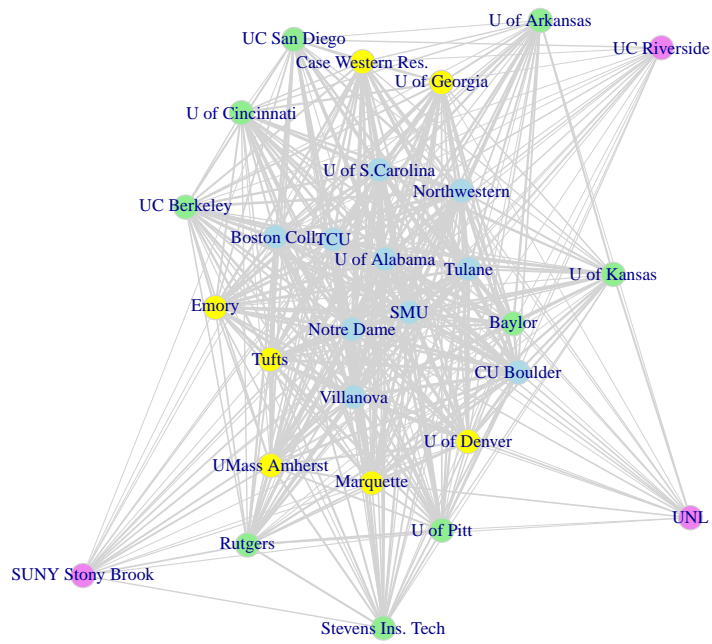 U of Arkansas
UC San Diego
UC Riverside
Case Western Res.
U of Georgia
U of Cincinnati
U of S.Carolina
Northwestern
UC Berkeley
Boston Coll.
TCU
U of Alabama
Tulane
U of Kansas
Emory
SMU
Notre Dame
Baylor
Tufts
CU Boulder
Villanova
U of Denver
UMass Amherst
Marquette
UNL
U of Pitt
Rutgers
SUNY Stony Brook
Stevens Ins. Tech